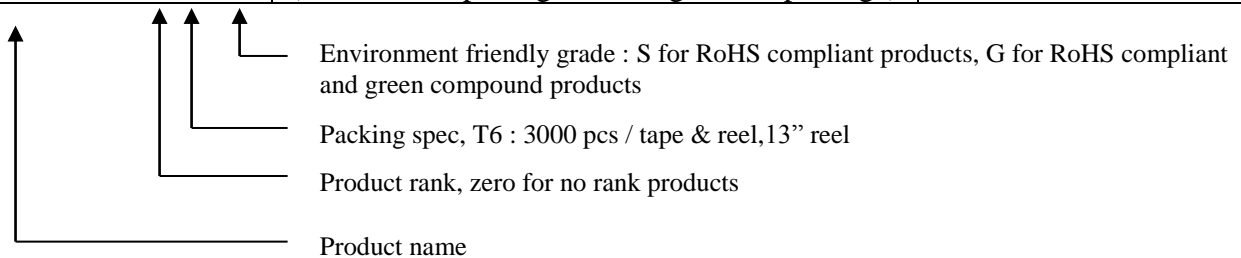 Environment friendly grade : S for RoHS compliant products, G for RoHS compliant
and green compound products
Packing spec, T6 : 3000 pcs / tape & reel,13” reel
Product rank, zero for no rank products
Product name